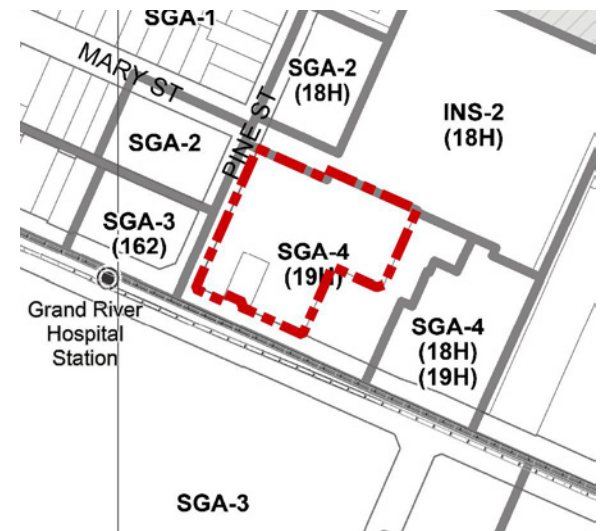 SGA-1
MARY ST
SGA-2
(18H)
INS-2
(18H)
SGA-2
PINE ST
SGA-3
(162)
SGA-4
(19H)
Grand River
Hospital
Station
SGA-4
(18H)
(19H)
SGA-3